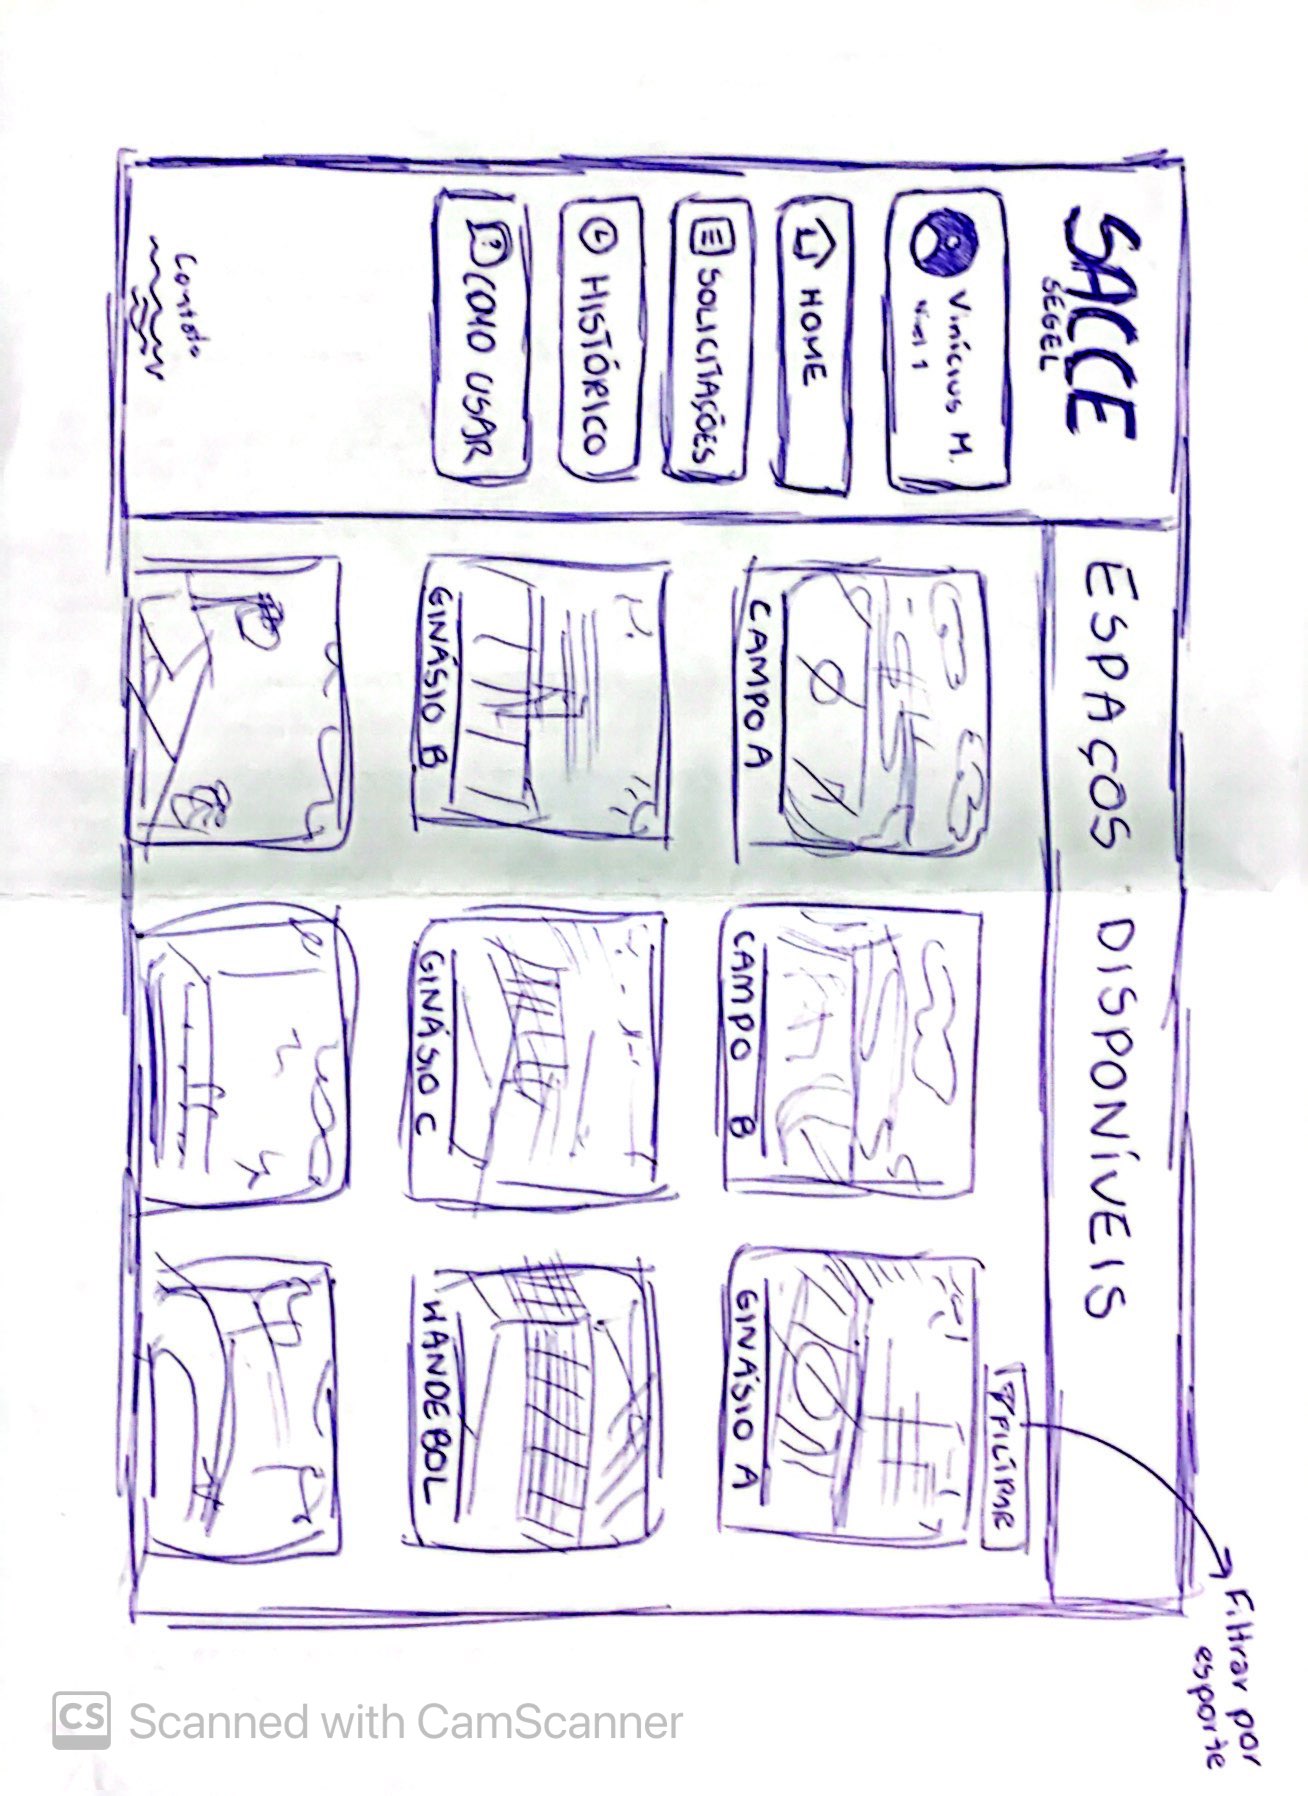 Filtrar por
esporte
SACCE
SEGEL
ESPAÇOS DISPONÍVEIS
Vinícius M.
Nível 1
FILTRAR
HOME
SOLICITAÇÕES
HISTÓRICO
COMO USAR
CAMPO A
CAMPO B
GINÁSIO A
GINÁSIO B
GINÁSIO C
HANDEBOL
Contato
CS Scanned with CamScanner